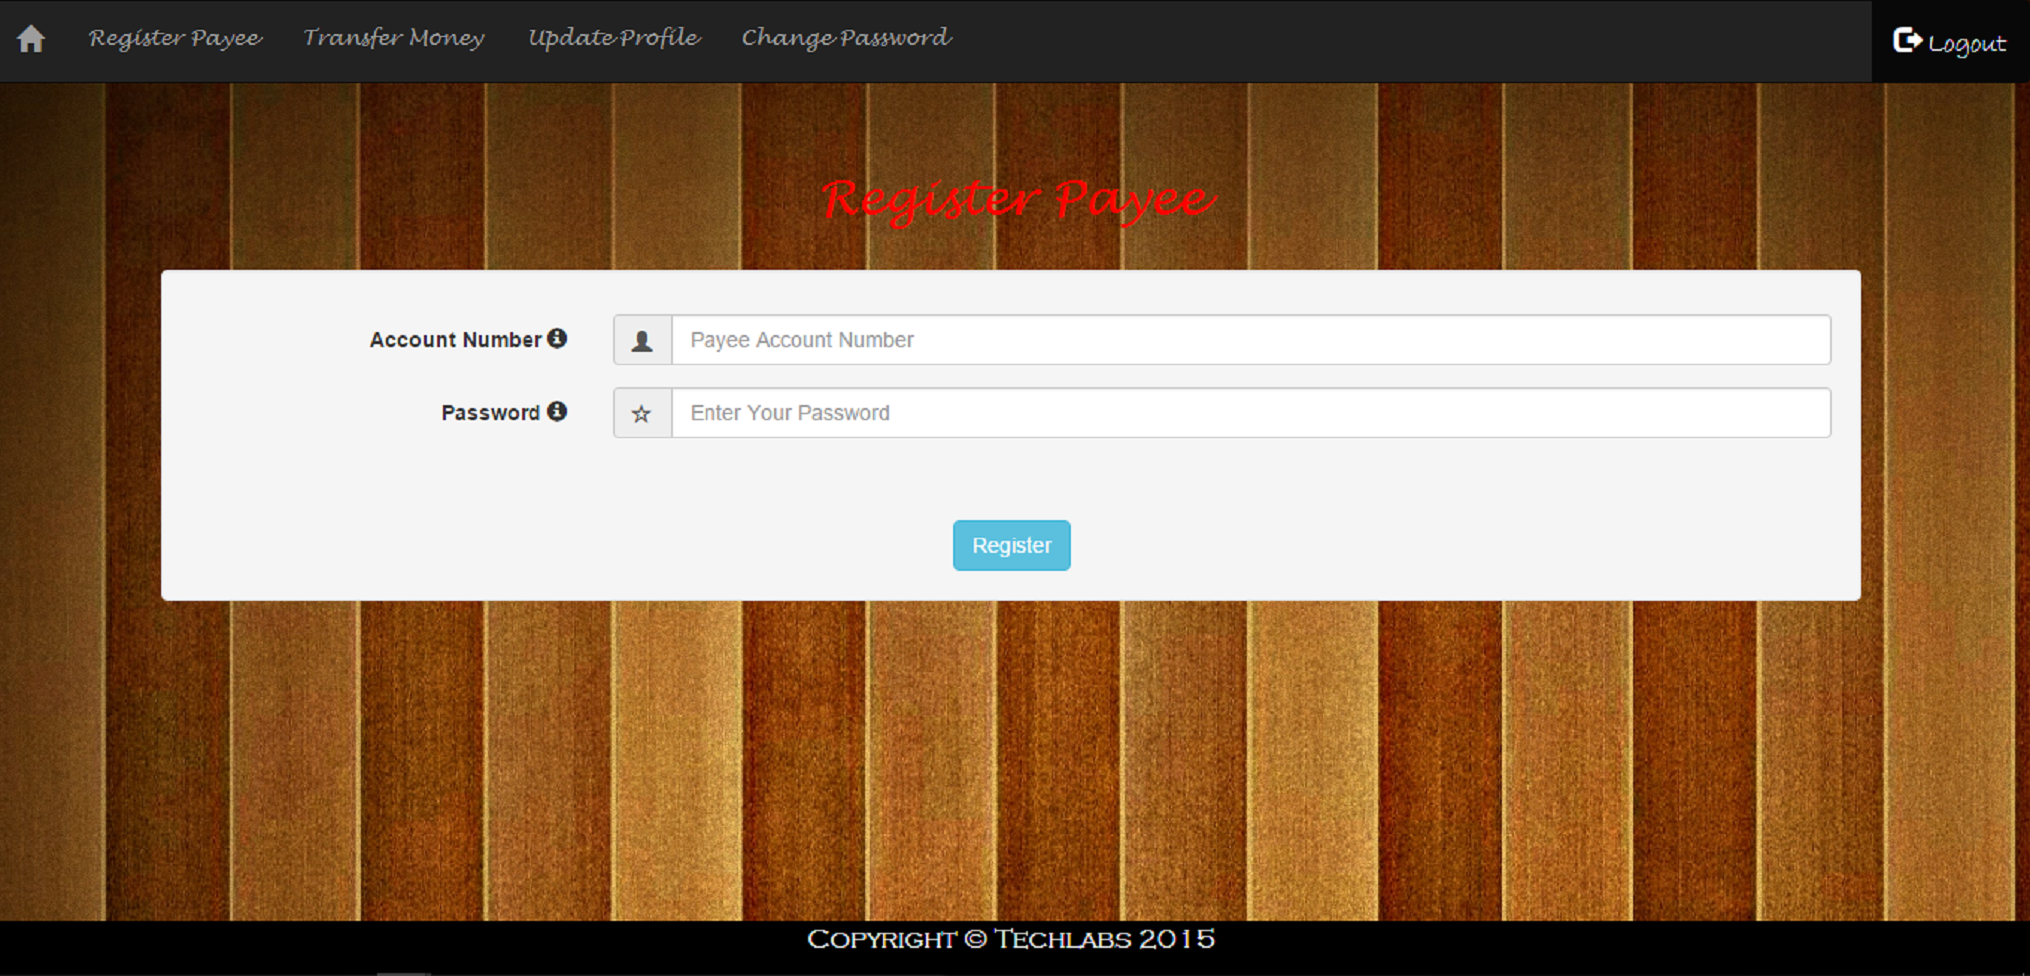 Register Payee Transfer Money Update Profile Change Password Logout
Register Payee
Account Number Payee Account Number
Password Enter Your Password
Register
COPYRIGHT © TECHLABS 2015